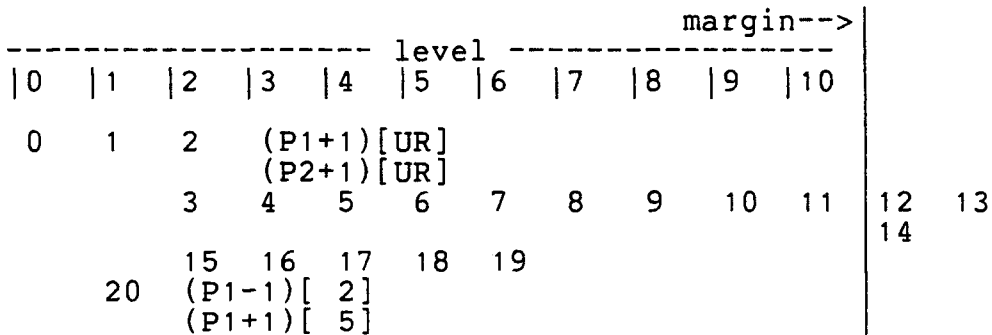 margin-->|
------------------- level -----------------
|0 |1 |2 |3 |4 |5 |6 |7 |8 |9 |10
0 1 2 (P1+1)[UR]
(P2+1)[UR]
3 4 5 6 7 8 9 10 11 12 13
14
15 16 17 18 19
20 (P1-1)[ 2]
(P1+1)[ 5]